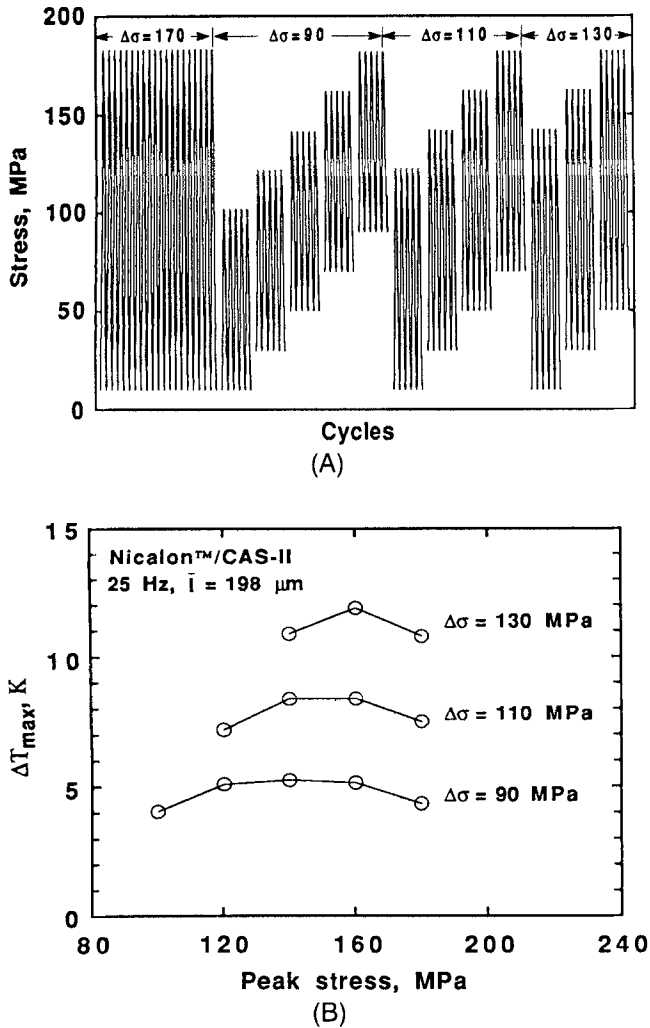 Δσ=170 Δσ=90 Δσ=110 Δσ=130
200
150
100
50
0
Stress, MPa
Cycles
(A)
Nicalon™/CAS-II
25 Hz, l̄ = 198 μm
15
10
5
0
ΔTmax, K
Δσ = 130 MPa
Δσ = 110 MPa
Δσ = 90 MPa
80 120 160 200 240
Peak stress, MPa
(B)